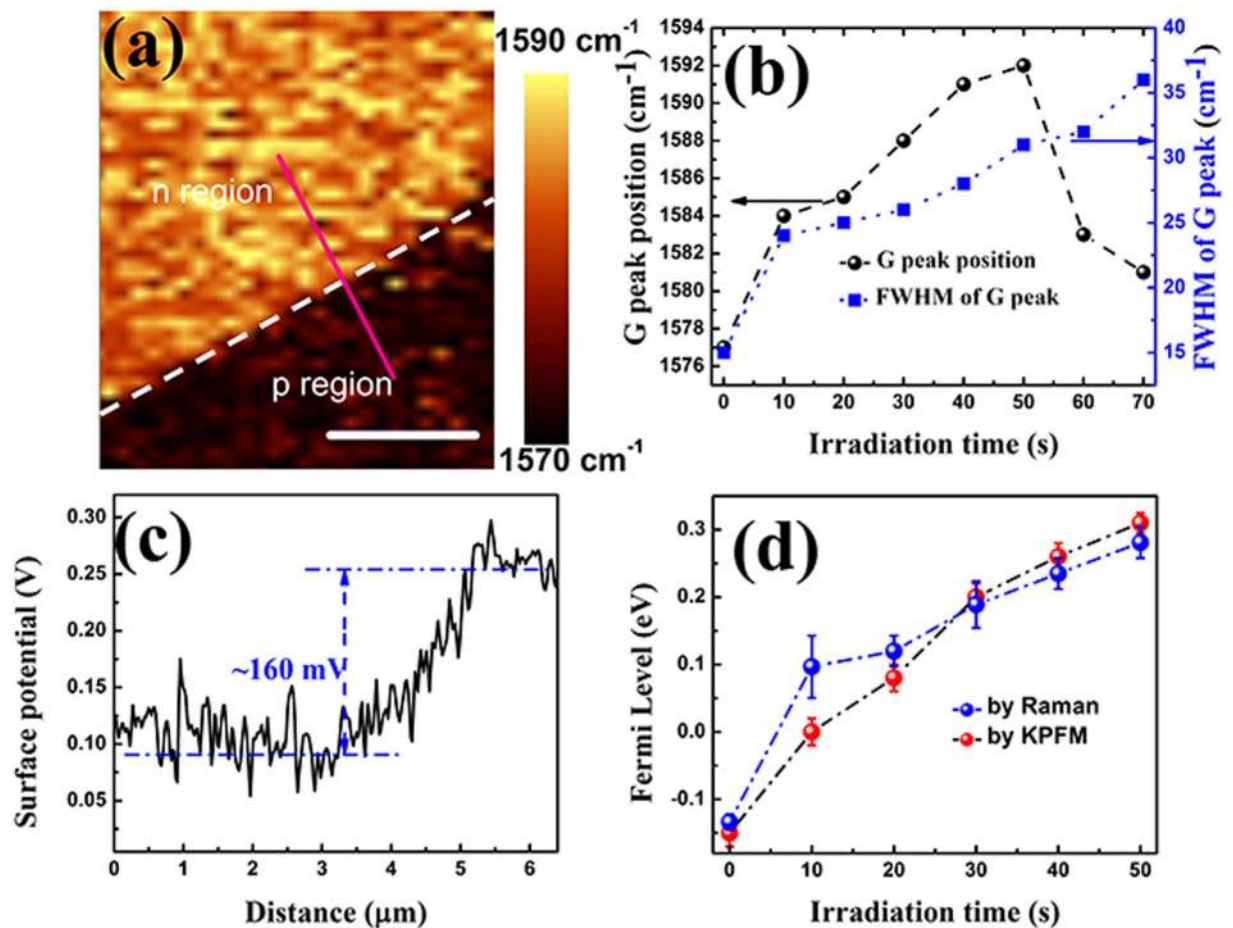 (a)
1590 cm⁻¹
n region
p region
1570 cm⁻¹
(b)
G peak position (cm⁻¹)⁻¹
1594
1592
1590
1588
1586
1584
1582
1580
1578
1576
40
35
30
25
20
15
FWHM of G peak (cm⁻¹)
G peak position
FWHM of G peak
0 10 20 30 40 50 60 70
Irradiation time (s)
(c)
Surface potential (V)
0.30
0.25
0.20
0.15
0.10
0.05
~160 mV
0 1 2 3 4 5 6
Distance (μm)
(d)
Fermi Level (eV)
0.3
0.2
0.1
0.0
-0.1
by Raman
by KPFM
0 10 20 30 40 50
Irradiation time (s)